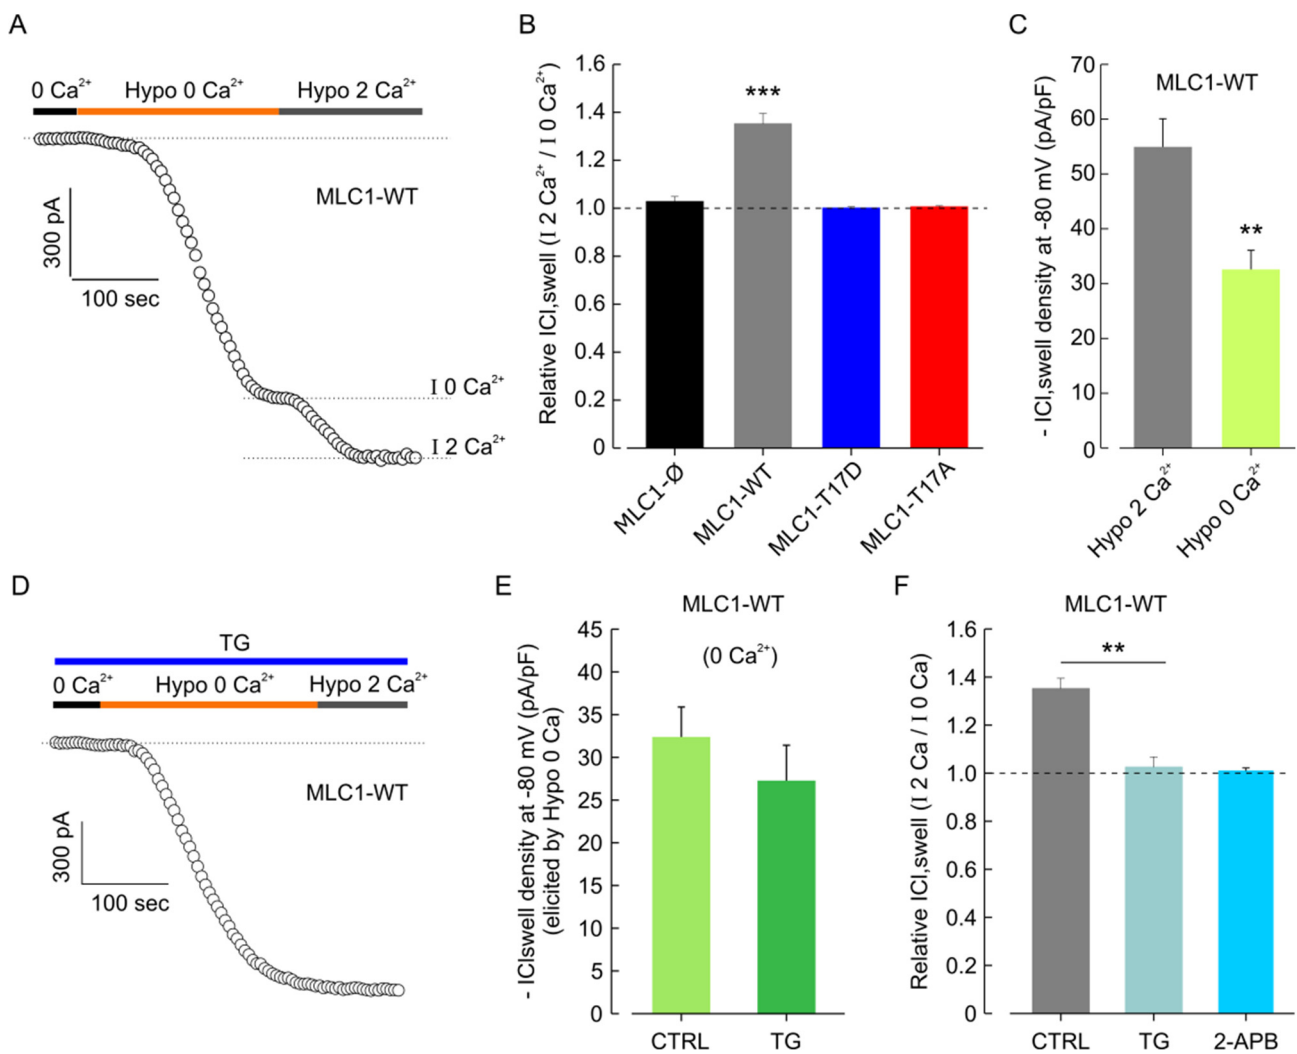 A
0 Ca²⁺ Hypo 0 Ca²⁺ Hypo 2 Ca²⁺
MLC1-WT
300 pA
100 sec
I 0 Ca²⁺
I 2 Ca²⁺
B
Relative ICl,swell (I 2 Ca²⁺ / I 0 Ca²⁺)
1.6
1.4
1.2
1.0
0.8
0.6
0.4
0.2
0
***
MLC1-Ø
MLC1-WT
MLC1-T17D
MLC1-T17A
C
MLC1-WT
- ICl,swell density at -80 mV (pA/pF)
70
60
50
40
30
20
10
0
**
Hypo 2 Ca²⁺
Hypo 0 Ca²⁺
D
TG
0 Ca²⁺ Hypo 0 Ca²⁺ Hypo 2 Ca²⁺
MLC1-WT
300 pA
100 sec
E
MLC1-WT
(0 Ca²⁺)
- IClswell density at -80 mV (pA/pF)
(elicited by Hypo 0 Ca)
45
40
35
30
25
20
15
10
5
0
CTRL TG
F
MLC1-WT
Relative ICl,swell (I 2 Ca / I 0 Ca)
1.6
1.4
1.2
1.0
0.8
0.6
0.4
0.2
0
**
CTRL TG 2-APB